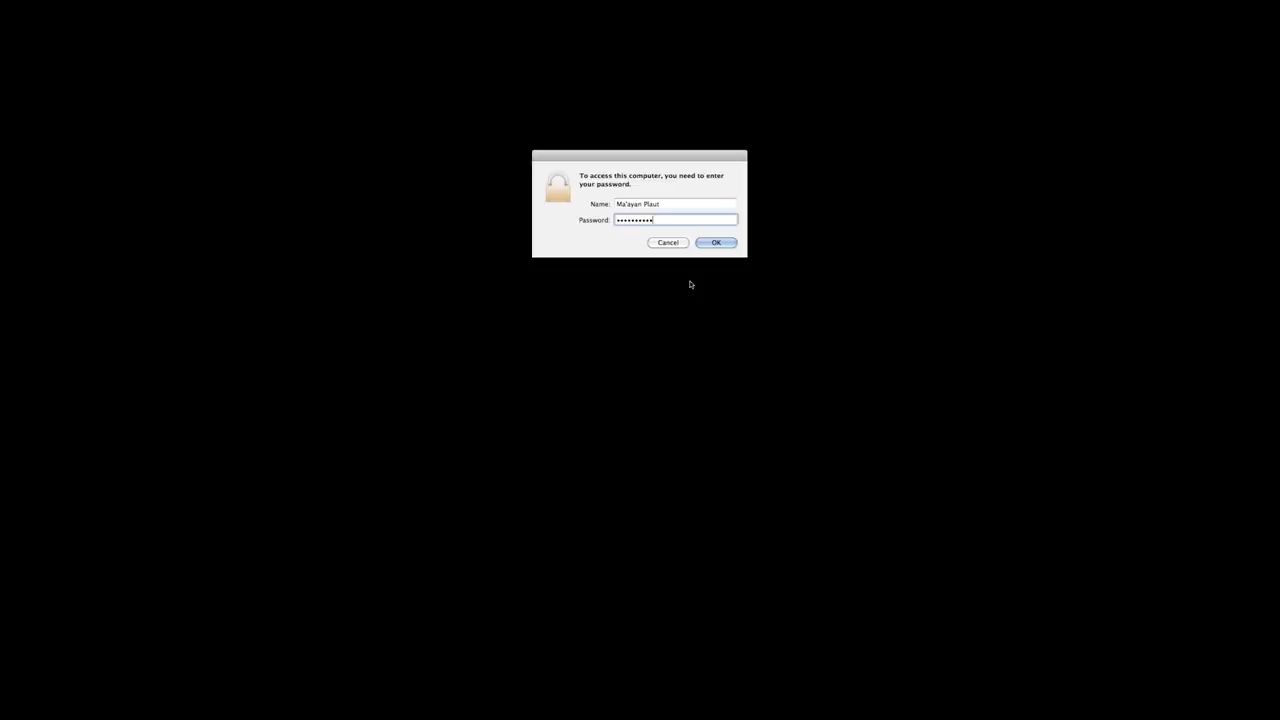 To access this computer, you need to enter
your password.
Name: Ma'ayan Plaut
Password: ••••••••••
Cancel OK